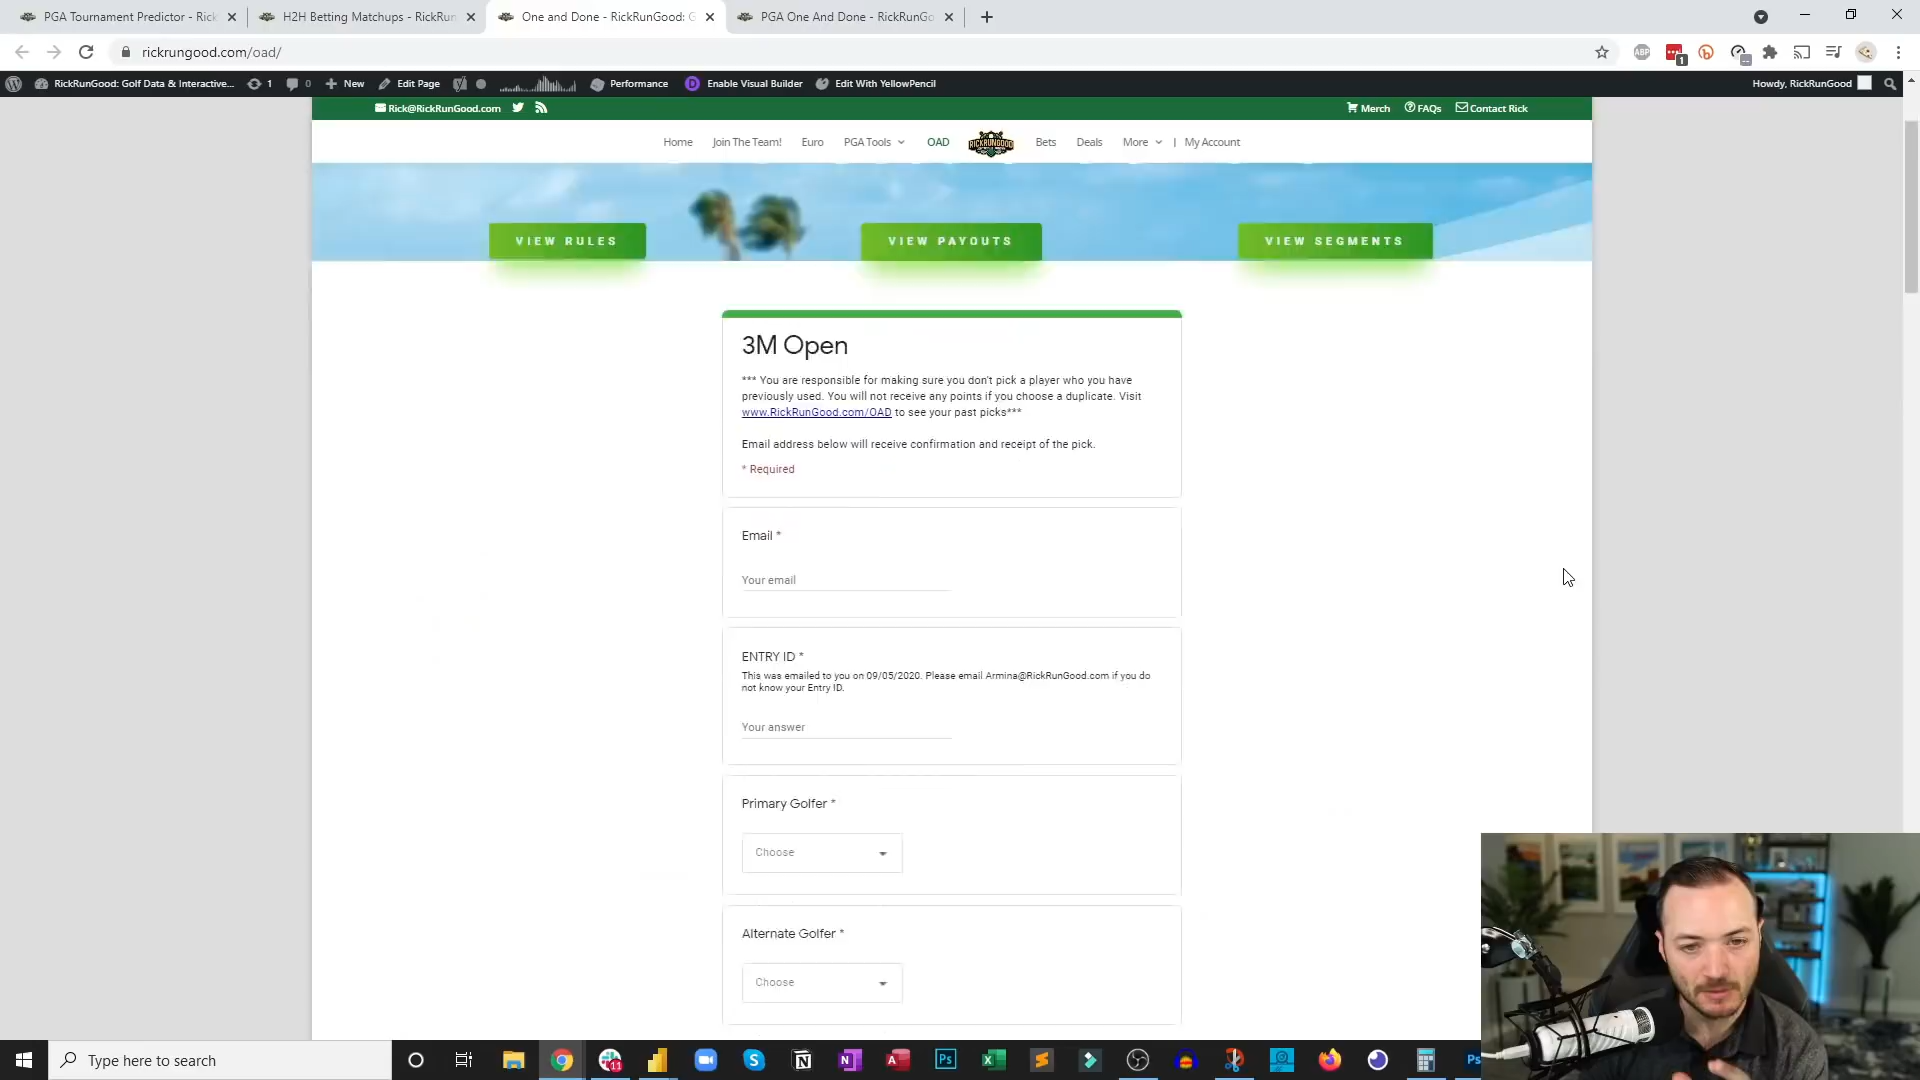 PGA Tournament Predictor - Rick
H2H Betting Matchups - RickRun
One and Done - RickRunGood: G
PGA One And Done - RickRunGo
rickrungood.com/oad/
ABP
1
RickRunGood: Golf Data & Interactive...
1
0
New
Edit Page
Performance
D
Enable Visual Builder
Edit With YellowPencil
Howdy, RickRunGood
Rick@RickRunGood.com
Merch
FAQs
Contact Rick
Home
Join The Team!
Euro
PGA Tools
OAD
RICKRUNGOOD
Bets
Deals
More
|
My Account
VIEW RULES
VIEW PAYOUTS
VIEW SEGMENTS
3M Open
*** You are responsible for making sure you don't pick a player who you have
previously used. You will not receive any points if you choose a duplicate. Visit
www.RickRunGood.com/OAD to see your past picks***
Email address below will receive confirmation and receipt of the pick.
* Required
Email *
Your email
ENTRY ID *
This was emailed to you on 09/05/2020. Please email Armina@RickRunGood.com if you do
not know your Entry ID.
Your answer
Primary Golfer *
Choose
Alternate Golfer *
Choose
Type here to search
11
S
N
N
A
Ps
X
S
Ps